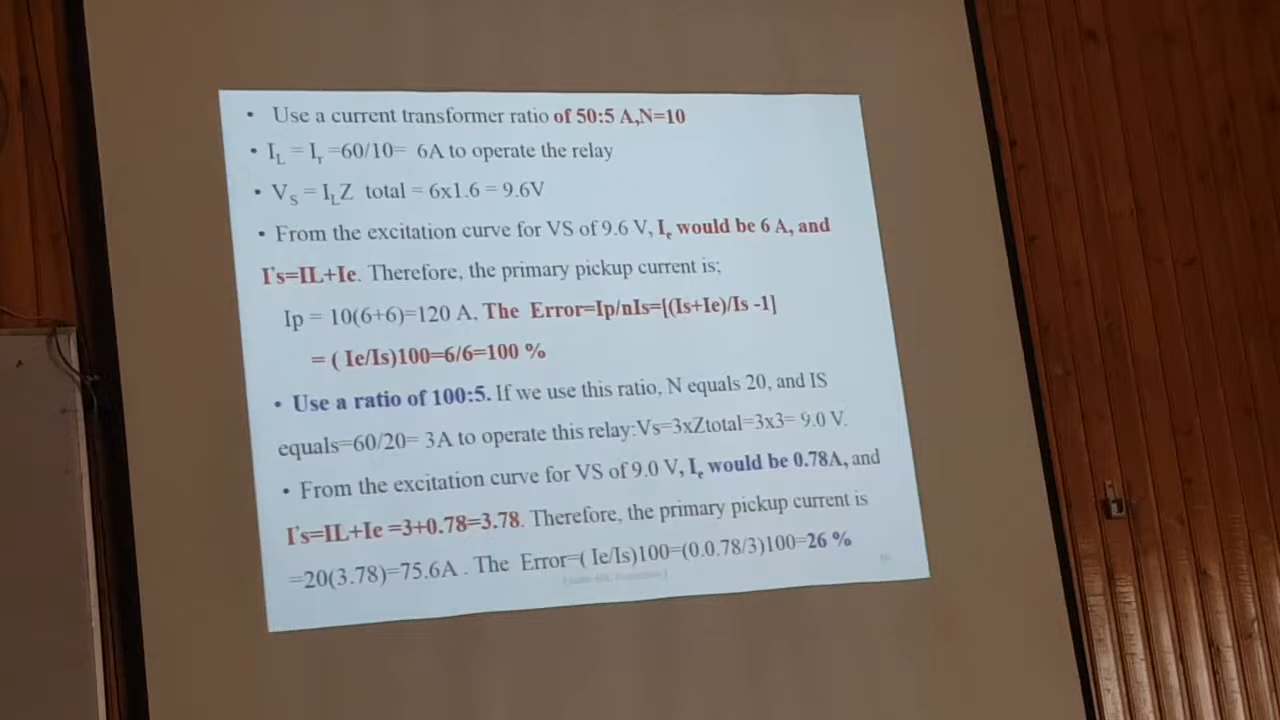 • Use a current transformer ratio of 50:5 A,N=10
• IL = Ir =60/10= 6A to operate the relay
• VS = ILZ total = 6x1.6 = 9.6V
• From the excitation curve for VS of 9.6 V, Ie would be 6 A, and
I's=IL+Ie. Therefore, the primary pickup current is;
Ip = 10(6+6)=120 A. The Error=Ip/nIs=[(Is+Ie)/Is -1]
= ( Ie/Is)100=6/6=100 %
• Use a ratio of 100:5. If we use this ratio, N equals 20, and IS
equals=60/20= 3A to operate this relay:Vs=3xZtotal=3x3= 9.0 V.
• From the excitation curve for VS of 9.0 V, Ie would be 0.78A, and
I's=IL+Ie =3+0.78=3.78. Therefore, the primary pickup current is
=20(3.78)=75.6A . The Error=( Ie/Is)100=(0.0.78/3)100=26 %